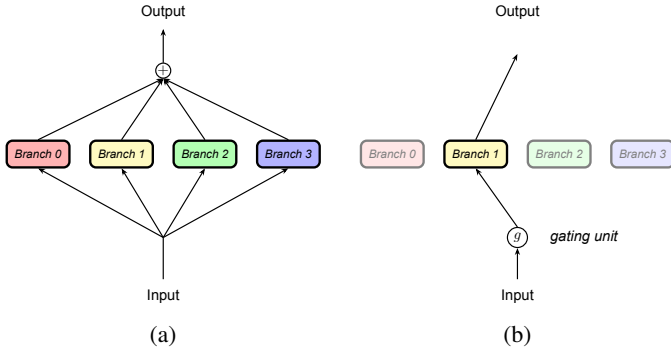 Output
+
Branch 0
Branch 1
Branch 2
Branch 3
Input
(a)
Output
Branch 0
Branch 1
Branch 2
Branch 3
g
gating unit
Input
(b)